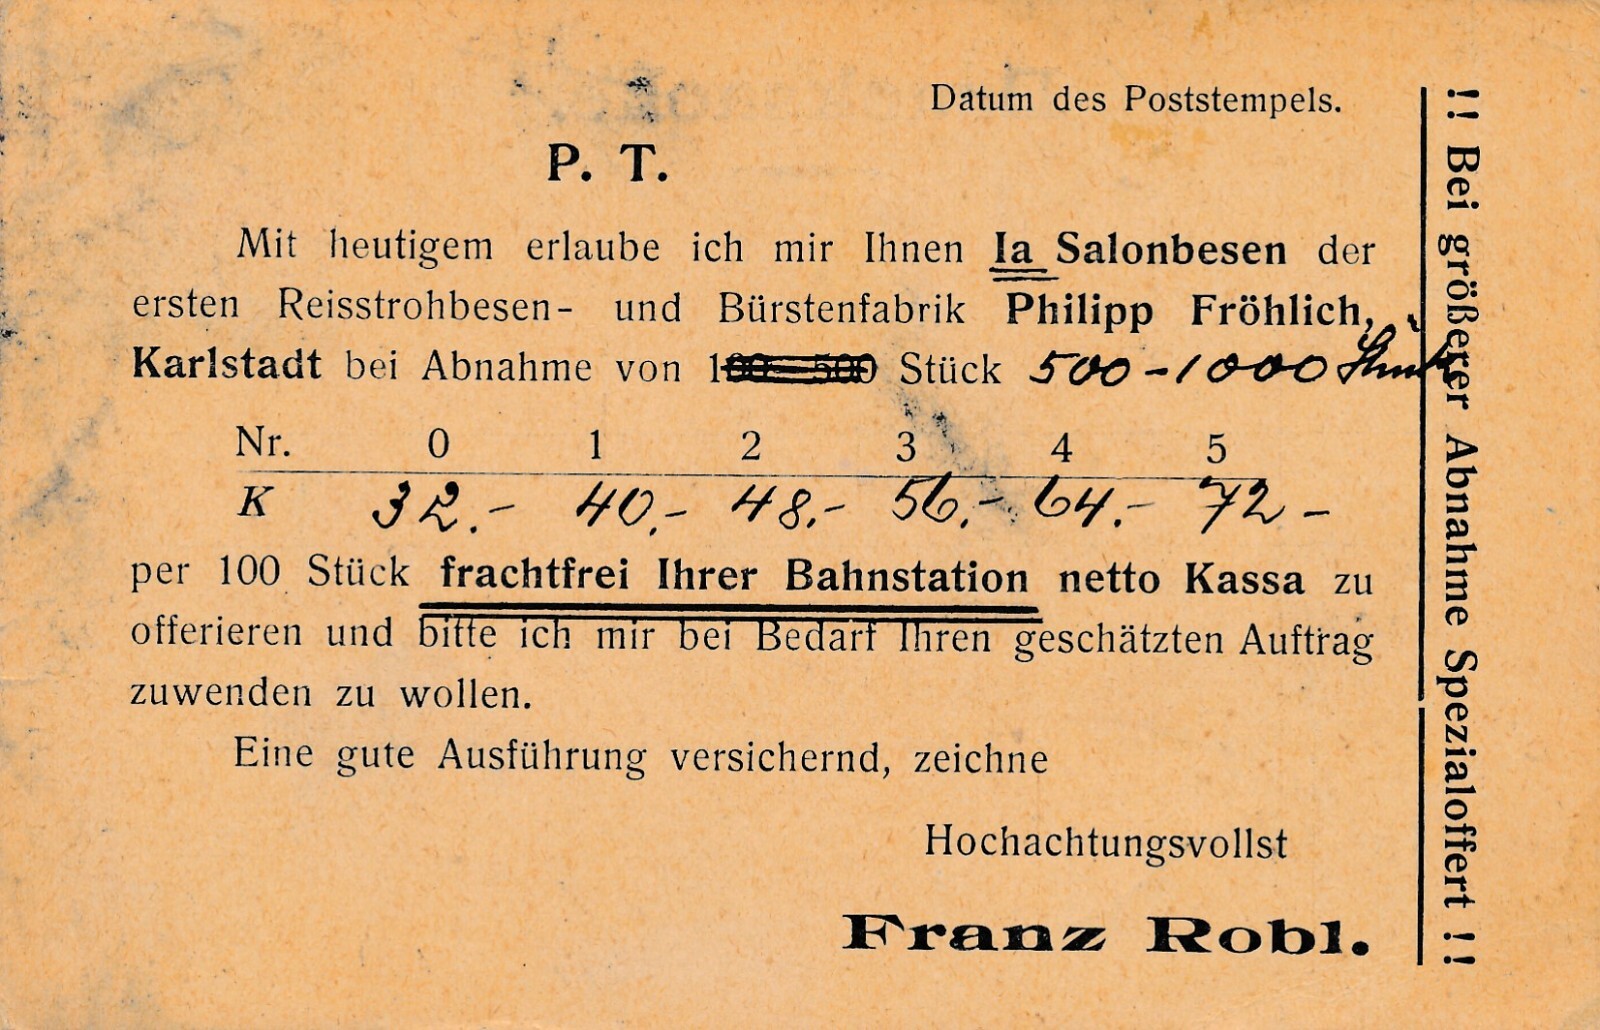 Datum des Poststempels.
P. T.
Mit heutigem erlaube ich mir Ihnen Ia Salonbesen der
ersten Reisstrohbesen- und Bürstenfabrik Philipp Fröhlich,
Karlstadt bei Abnahme von 100—500 Stück 500-1000 Stück
Nr. 0 1 2 3 4 5
K 32.- 40.- 48.- 56.- 64.- 72-
per 100 Stück frachtfrei Ihrer Bahnstation netto Kassa zu
offerieren und bitte ich mir bei Bedarf Ihren geschätzten Auftrag
zuwenden zu wollen.
Eine gute Ausführung versichernd, zeichne
Hochachtungsvollst
Franz Robl.
!! Bei größerer Abnahme Spezialoffert !!